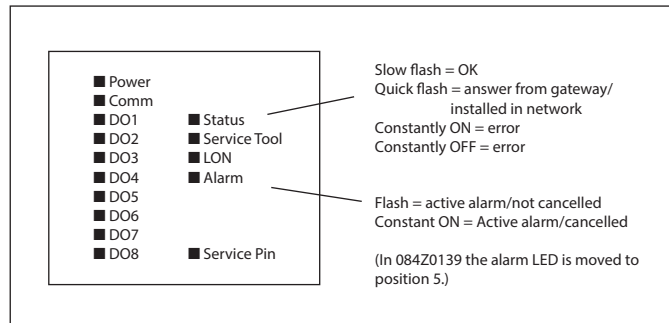 Power
Comm
DO1
DO2
DO3
DO4
DO5
DO6
DO7
DO8
Status
Service Tool
LON
Alarm
Service Pin
Slow flash = OK
Quick flash = answer from gateway/
installed in network
Constantly ON = error
Constantly OFF = error
Flash = active alarm/not cancelled
Constant ON = Active alarm/cancelled
(In 084Z0139 the alarm LED is moved to
position 5.)